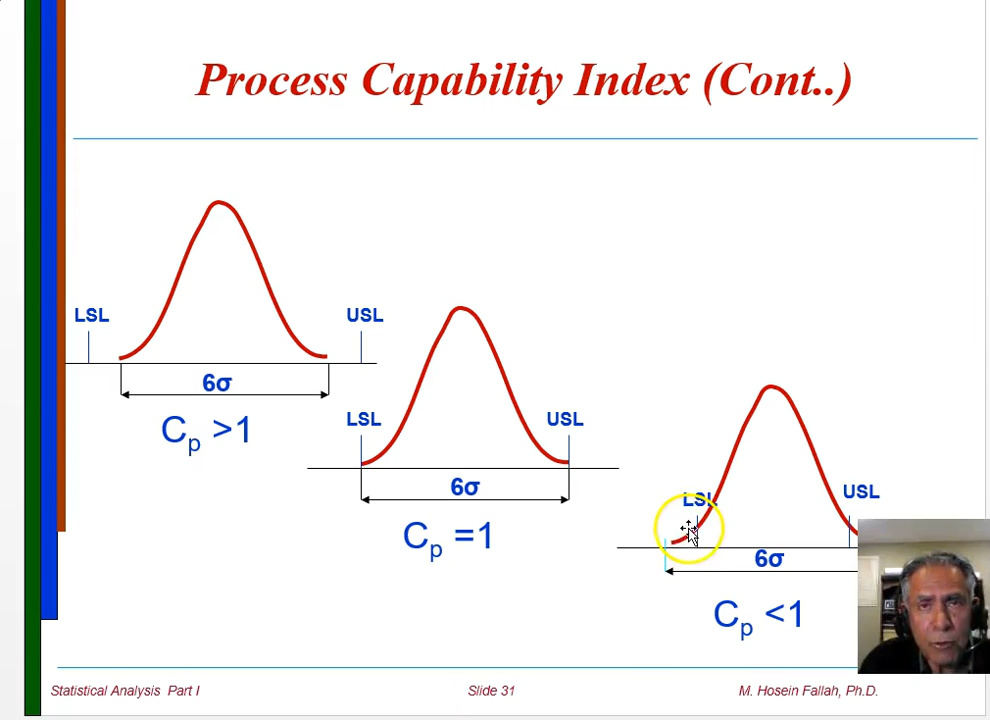 Process Capability Index (Cont..)
LSL
USL
6σ
Cp >1
LSL
USL
6σ
Cp =1
LSL
USL
6σ
Cp <1
Statistical Analysis Part I
Slide 31
M. Hosein Fallah, Ph.D.